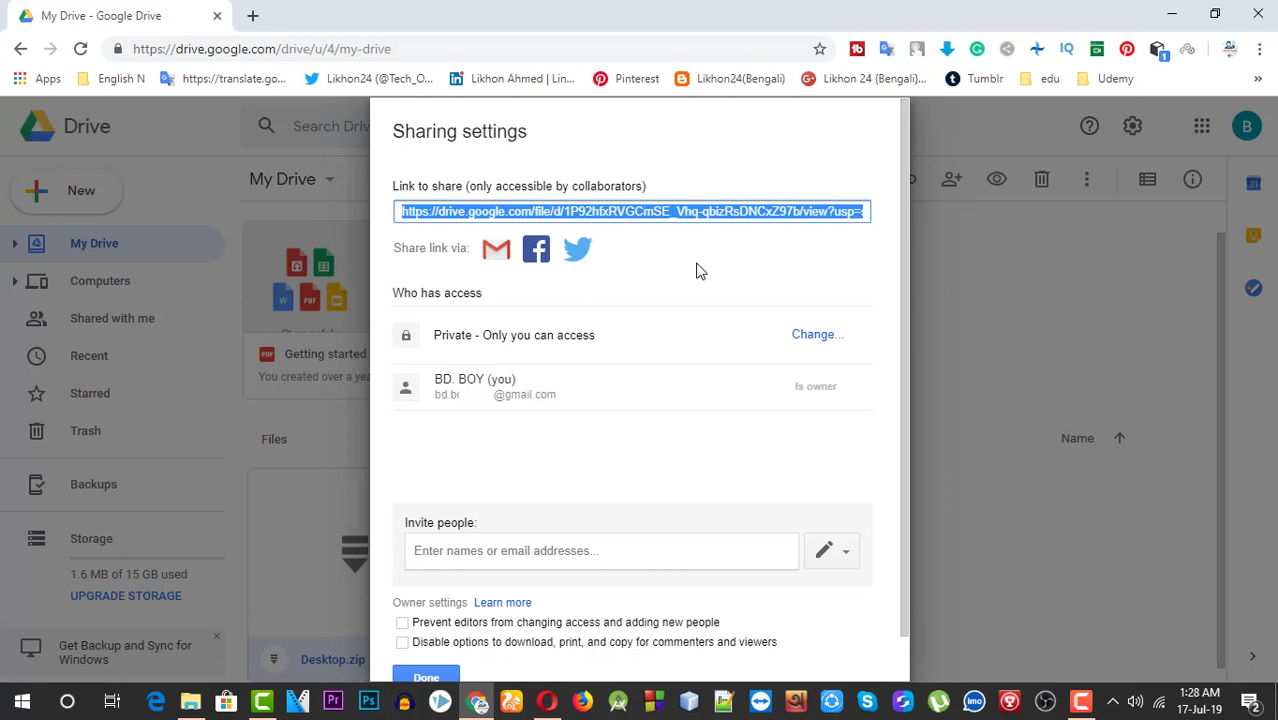 My Drive - Google Drive
https://drive.google.com/drive/u/4/my-drive
Apps English N https://translate.go... Likhon24 (@Tech_O... Likhon Ahmed | Lin... Pinterest Likhon24(Bengali) Likhon 24 {Bengali}... Tumblr edu Udemy
Drive
Search Driv
B
New
My Drive
My Drive
Computers
Shared with me
Recent
Starred
Trash
Backups
Storage
1.6 MB of 15 GB used
UPGRADE STORAGE
Get Backup and Sync for
Windows
PDF Getting started
You created over a yea
Files
Name
Desktop.zip
Sharing settings
Link to share (only accessible by collaborators)
https://drive.google.com/file/d/1P92hfxRVGCmSE_Vhq-qbizRsDNCxZ97b/view?usp=s
Share link via:
Who has access
Private - Only you can access
Change...
BD. BOY (you)
bd.bo @gmail.com
Is owner
Invite people:
Enter names or email addresses...
Owner settings Learn more
Prevent editors from changing access and adding new people
Disable options to download, print, and copy for commenters and viewers
Done
1:28 AM
17-Jul-19